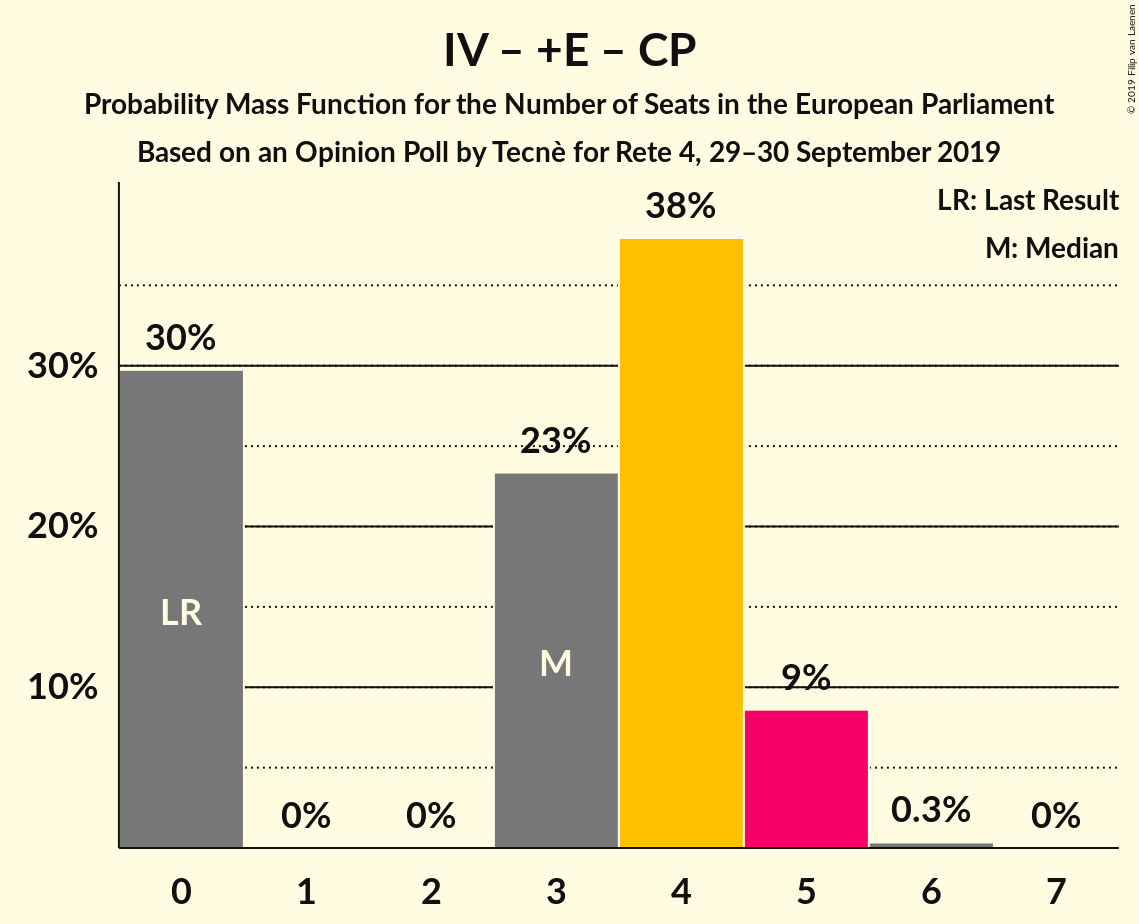 IV – +E – CP
Probability Mass Function for the Number of Seats in the European Parliament
Based on an Opinion Poll by Tecnè for Rete 4, 29–30 September 2019
© 2019 Filip van Laenen
LR: Last Result
M: Median
38%
30%
30%
23%
20%
LR
M
10%
9%
0%
0%
0.3%
0%
0 1 2 3 4 5 6 7